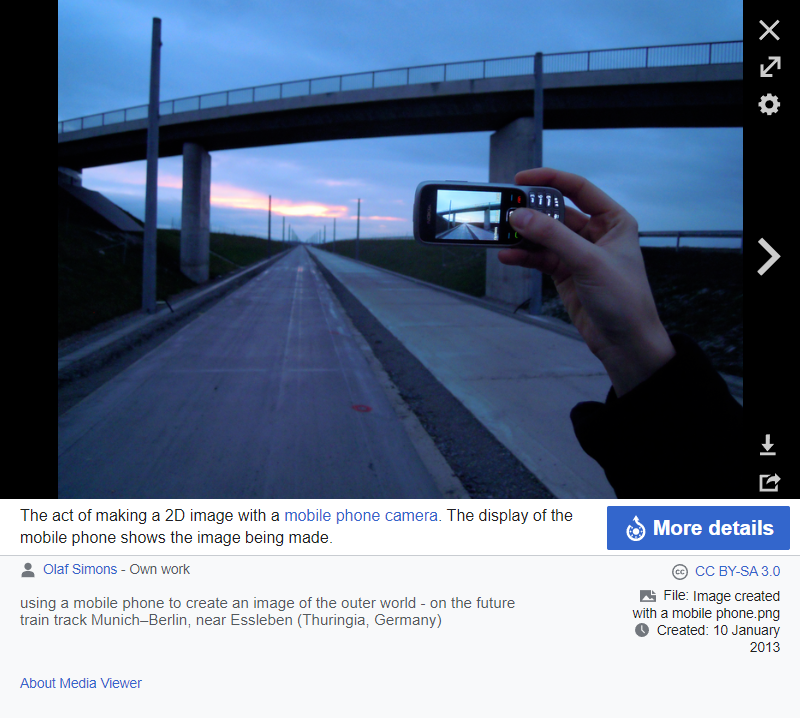 The act of making a 2D image with a mobile phone camera. The display of the
mobile phone shows the image being made.
More details
Olaf Simons - Own work
CC BY-SA 3.0
using a mobile phone to create an image of the outer world - on the future
train track Munich–Berlin, near Essleben (Thuringia, Germany)
File: Image created
with a mobile phone.png
Created: 10 January
2013
About Media Viewer